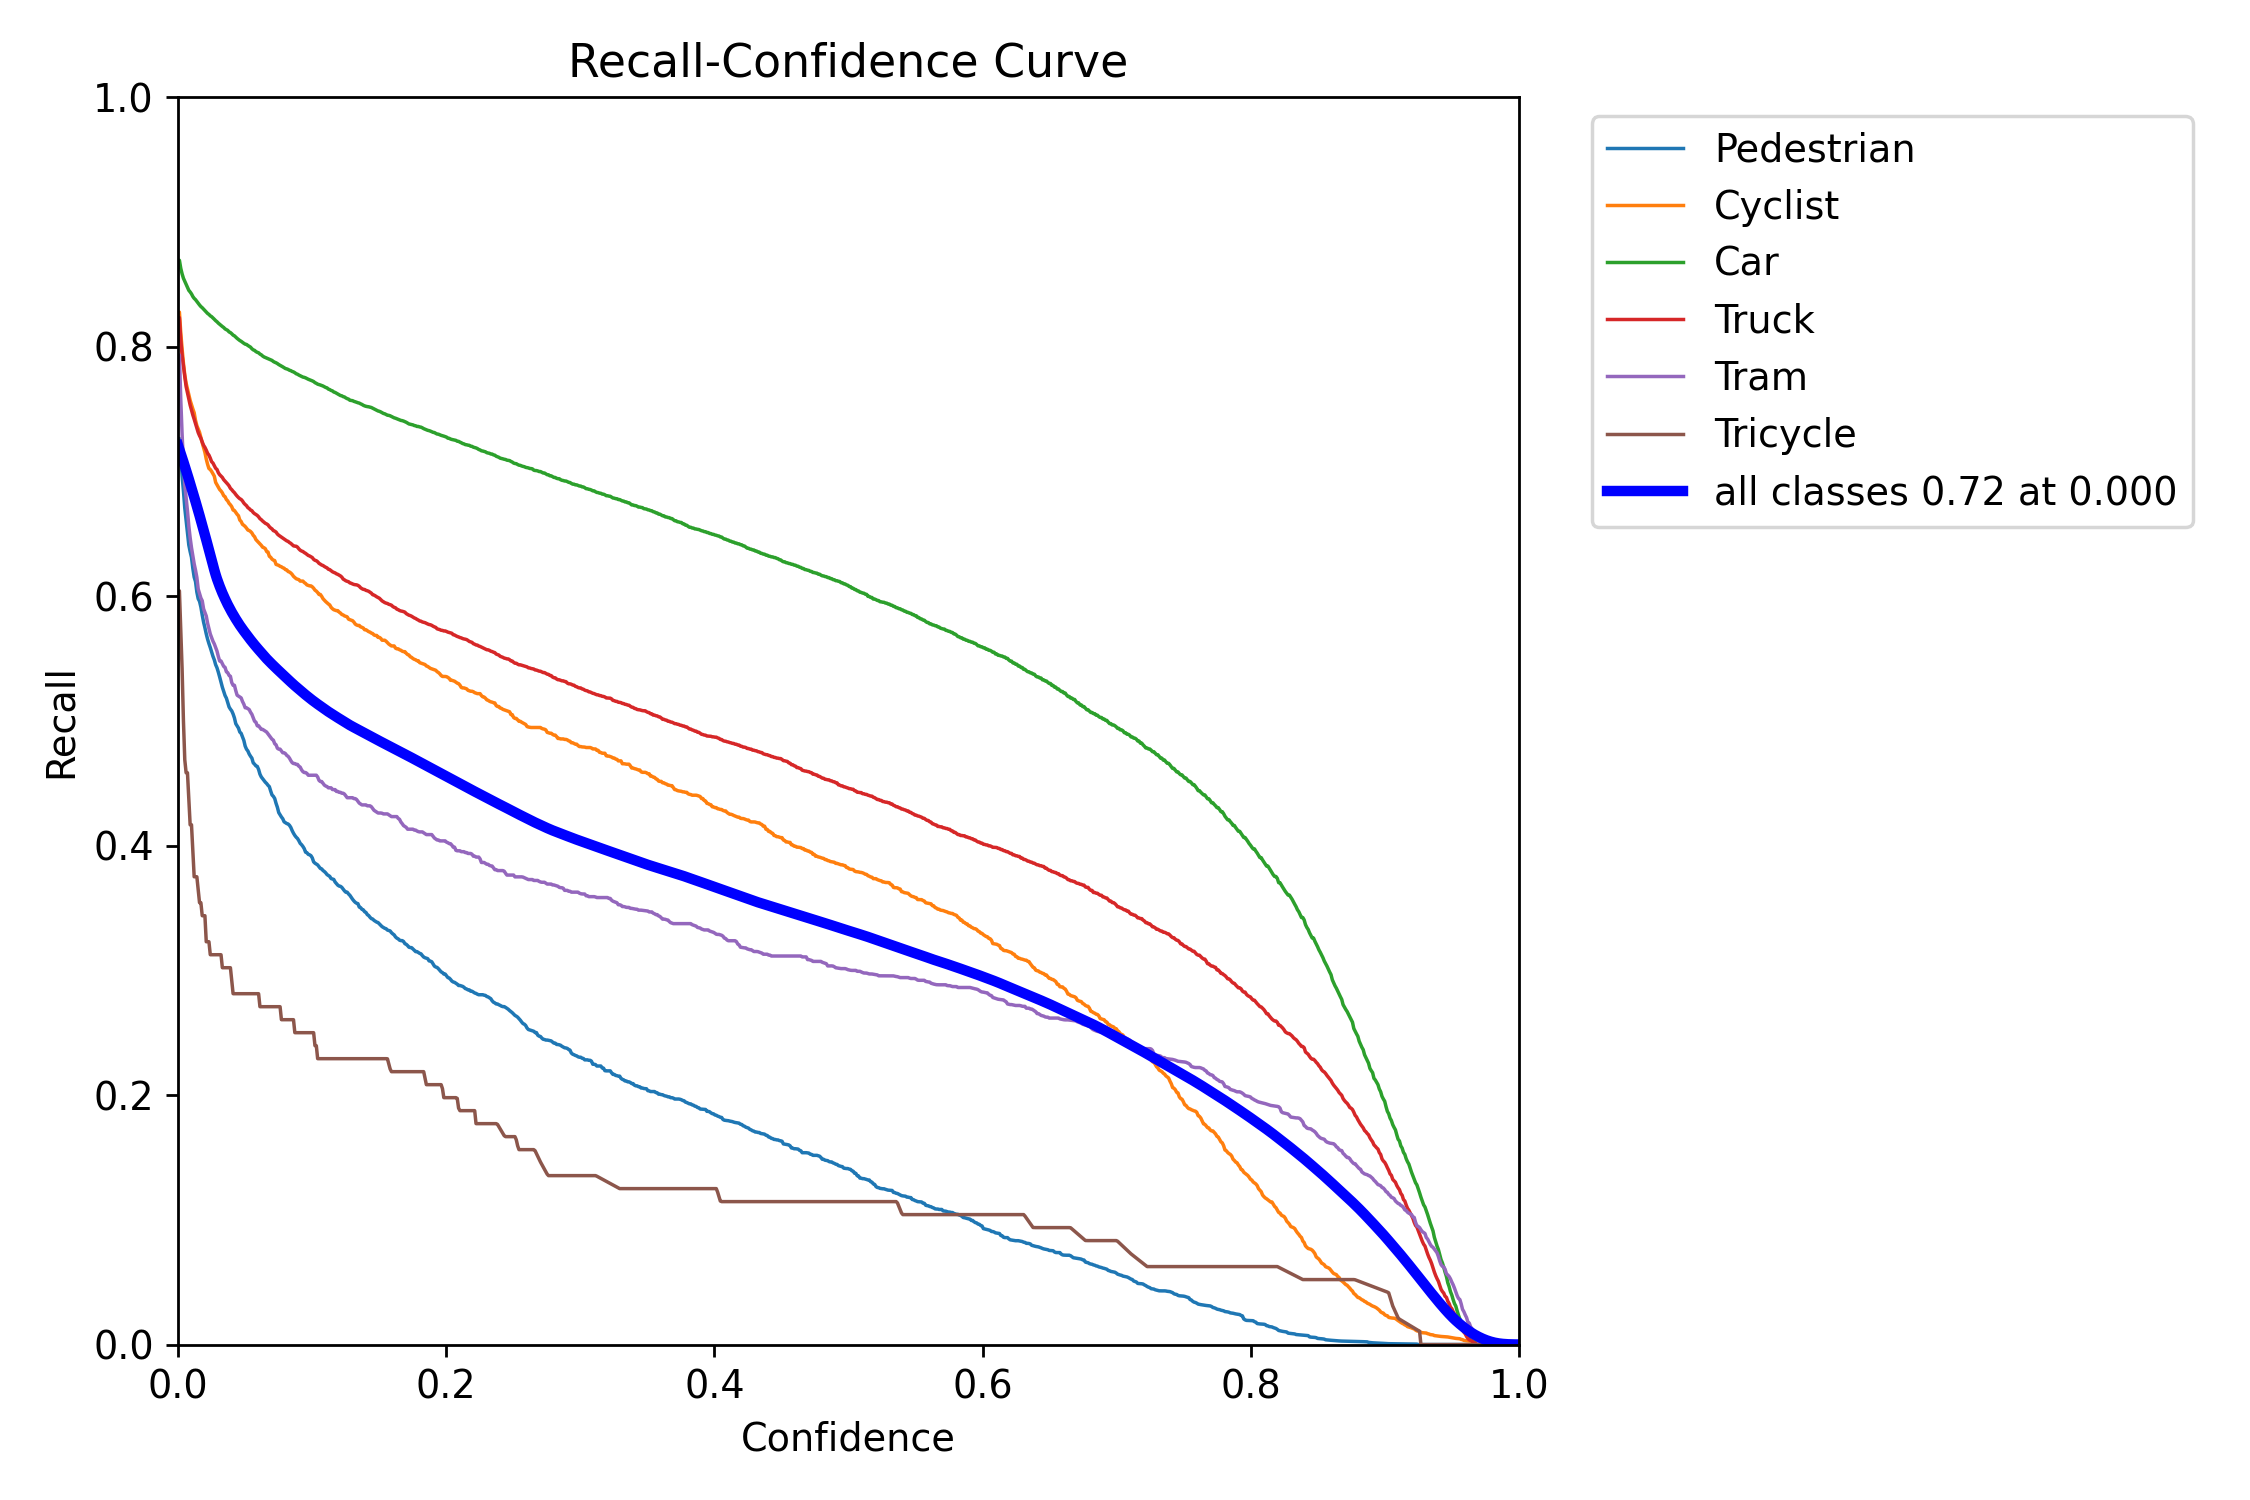 Recall-Confidence Curve
1.0
0.8
0.6
0.4
0.2
0.0
Recall
0.0 0.2 0.4 0.6 0.8 1.0
Confidence
Pedestrian
Cyclist
Car
Truck
Tram
Tricycle
all classes 0.72 at 0.000